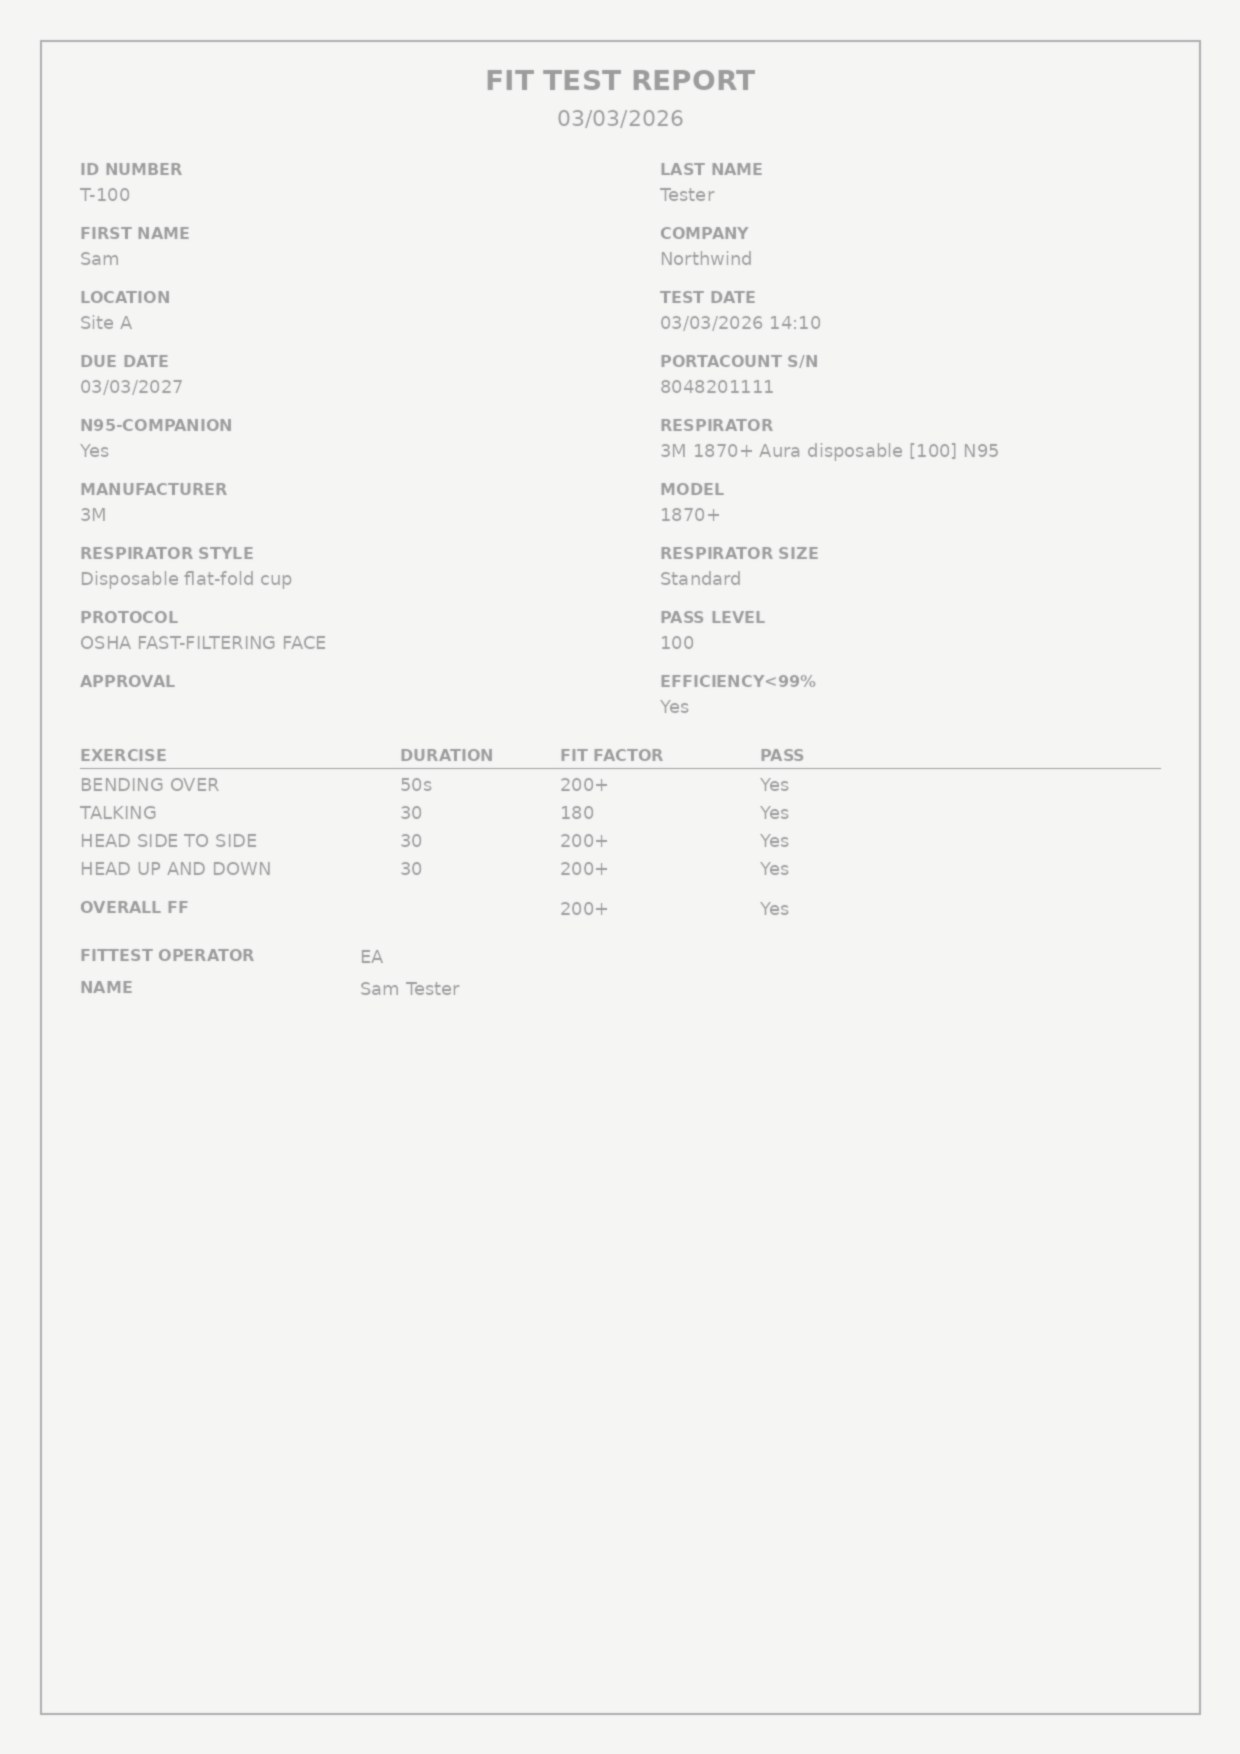 FIT TEST REPORT
03/03/2026
ID NUMBER LAST NAME
T-100 Tester
FIRST NAME COMPANY
Sam Northwind
LOCATION TEST DATE
Site A 03/03/2026 14:10
DUE DATE PORTACOUNT S/N
03/03/2027 8048201111
N95-COMPANION RESPIRATOR
Yes 3M 1870+ Aura disposable [100] N95
MANUFACTURER MODEL
3M 1870+
RESPIRATOR STYLE RESPIRATOR SIZE
Disposable flat-fold cup Standard
PROTOCOL PASS LEVEL
OSHA FAST-FILTERING FACE 100
APPROVAL EFFICIENCY<99%
Yes
EXERCISE DURATION FIT FACTOR PASS
BENDING OVER 50s 200+ Yes
TALKING 30 180 Yes
HEAD SIDE TO SIDE 30 200+ Yes
HEAD UP AND DOWN 30 200+ Yes
OVERALL FF 200+ Yes
FITTEST OPERATOR EA
NAME Sam Tester